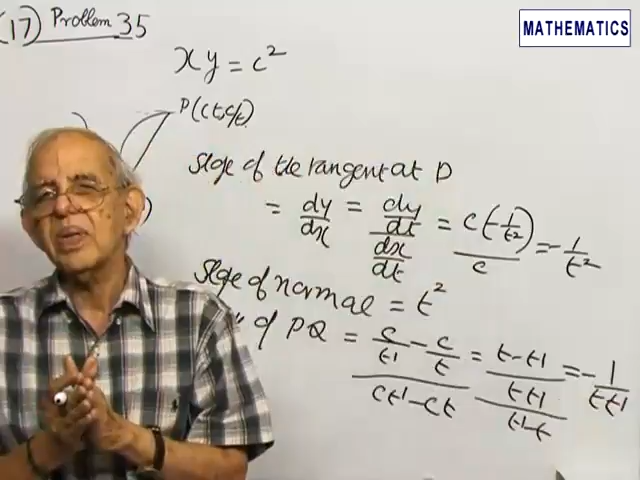 (17) Problem 35
MATHEMATICS
xy = c²
P(ct, c/t)
Slope of the tangent at P
= dy/dx = (dy/dt)/(dx/dt) = c(-1/t²)/c = -1/t²
Slope of normal = t²
" of PQ = (c/t1 - c/t)/(ct1 - ct) = ((t-t1)/(tt1))/(t1-t) = -1/(tt1)